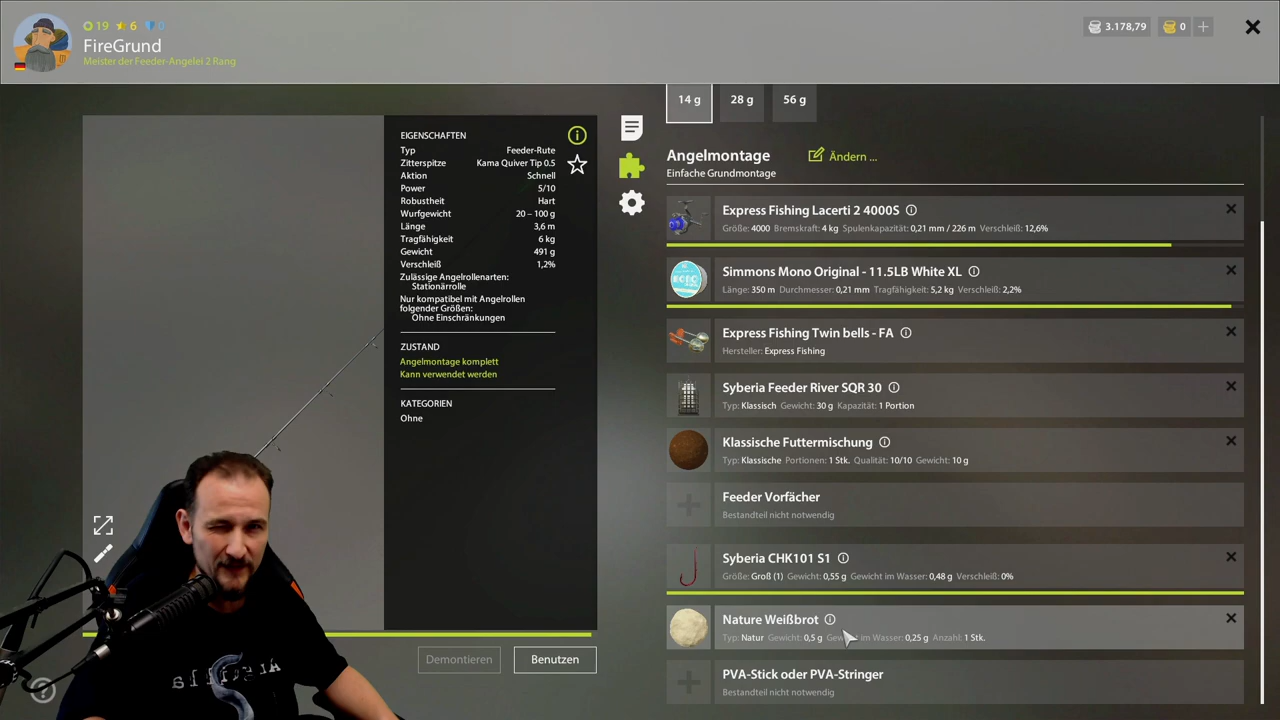 19 6 0
FireGrund
Meister der Feeder-Angelei 2 Rang
3.178,79
0
EIGENSCHAFTEN
Typ Feeder-Rute
Zitterspitze Kama Quiver Tip 0.5
Aktion Schnell
Power 5/10
Robustheit Hart
Wurfgewicht 20 – 100 g
Länge 3,6 m
Tragfähigkeit 6 kg
Gewicht 491 g
Verschleiß 1,2%
Zulässige Angelrollenarten:
Stationärrolle
Nur kompatibel mit Angelrollen
folgender Größen:
Ohne Einschränkungen
ZUSTAND
Angelmontage komplett
Kann verwendet werden
KATEGORIEN
Ohne
Demontieren
Benutzen
14 g 28 g 56 g
Angelmontage
Ändern ...
Einfache Grundmontage
Express Fishing Lacerti 2 4000S
Größe: 4000 Bremskraft: 4 kg Spulenkapazität: 0,21 mm / 226 m Verschleiß: 12,6%
Simmons Mono Original - 11.5LB White XL
Länge: 350 m Durchmesser: 0,21 mm Tragfähigkeit: 5,2 kg Verschleiß: 2,2%
Express Fishing Twin bells - FA
Hersteller: Express Fishing
Syberia Feeder River SQR 30
Typ: Klassisch Gewicht: 30 g Kapazität: 1 Portion
Klassische Futtermischung
Typ: Klassische Portionen: 1 Stk. Qualität: 10/10 Gewicht: 10 g
Feeder Vorfächer
Bestandteil nicht notwendig
Syberia CHK101 S1
Größe: Groß (1) Gewicht: 0,55 g Gewicht im Wasser: 0,48 g Verschleiß: 0%
Nature Weißbrot
Typ: Natur Gewicht: 0,5 g im Wasser: 0,25 g Anzahl: 1 Stk.
PVA-Stick oder PVA-Stringer
Bestandteil nicht notwendig